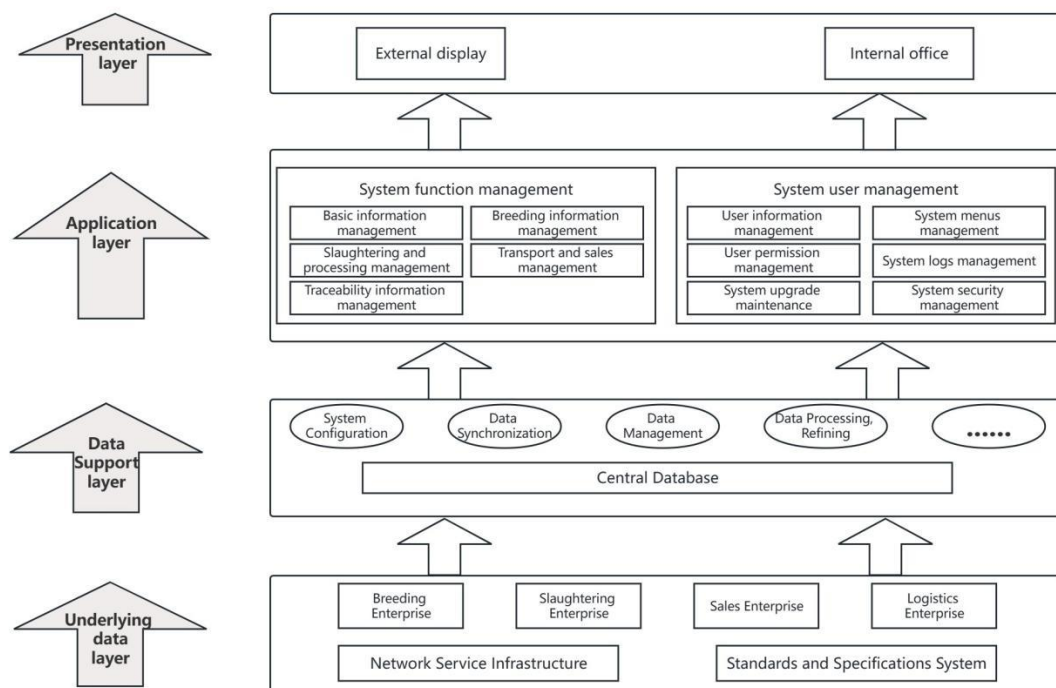 Presentation
layer
External display
Internal office
Application
layer
System function management
Basic information
management
Breeding information
management
Slaughtering and
processing management
Transport and sales
management
Traceability information
management
System user management
User information
management
System menus
management
User permission
management
System logs management
System upgrade
maintenance
System security
management
Data
Support
layer
System
Configuration
Data
Synchronization
Data
Management
Data Processing,
Refining
......
Central Database
Underlying
data
layer
Breeding
Enterprise
Slaughtering
Enterprise
Sales Enterprise
Logistics
Enterprise
Network Service Infrastructure
Standards and Specifications System